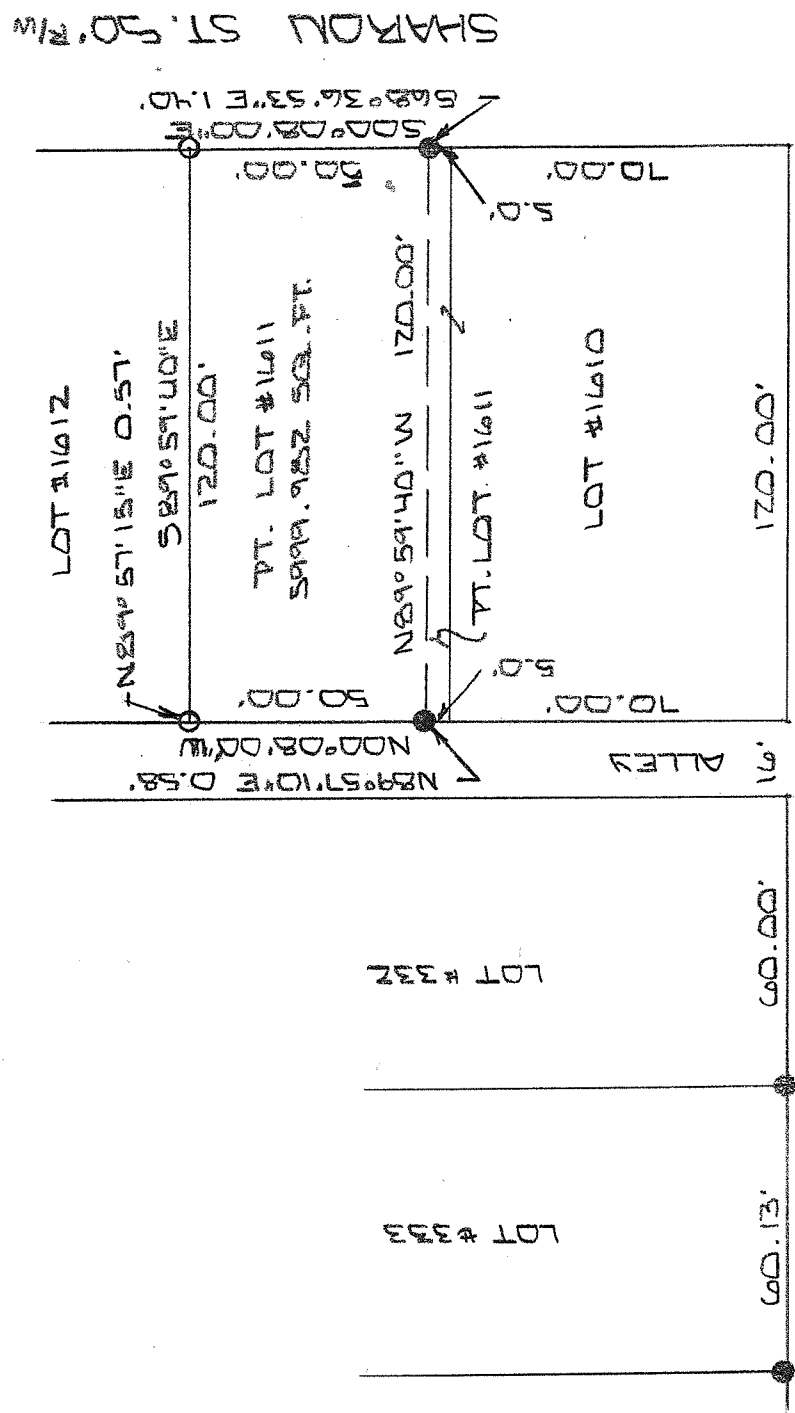 SHARON ST. 50' R/W
S68°36'53"E 1.40'
S00°08'00"E
50.00'
70.00'
5.0'
LOT #1612
N89°57'15"E 0.57'
S89°59'40"E
120.00'
PT. LOT #1611
5999.982 SQ. FT.
N89°59'40"W 120.00'
PT. LOT #1611
LOT #1610
120.00'
5.0'
50.00'
70.00'
N00°08'00"W
N89°57'10"E 0.58'
ALLEY 16'
LOT #332
60.00'
LOT #333
60.13'